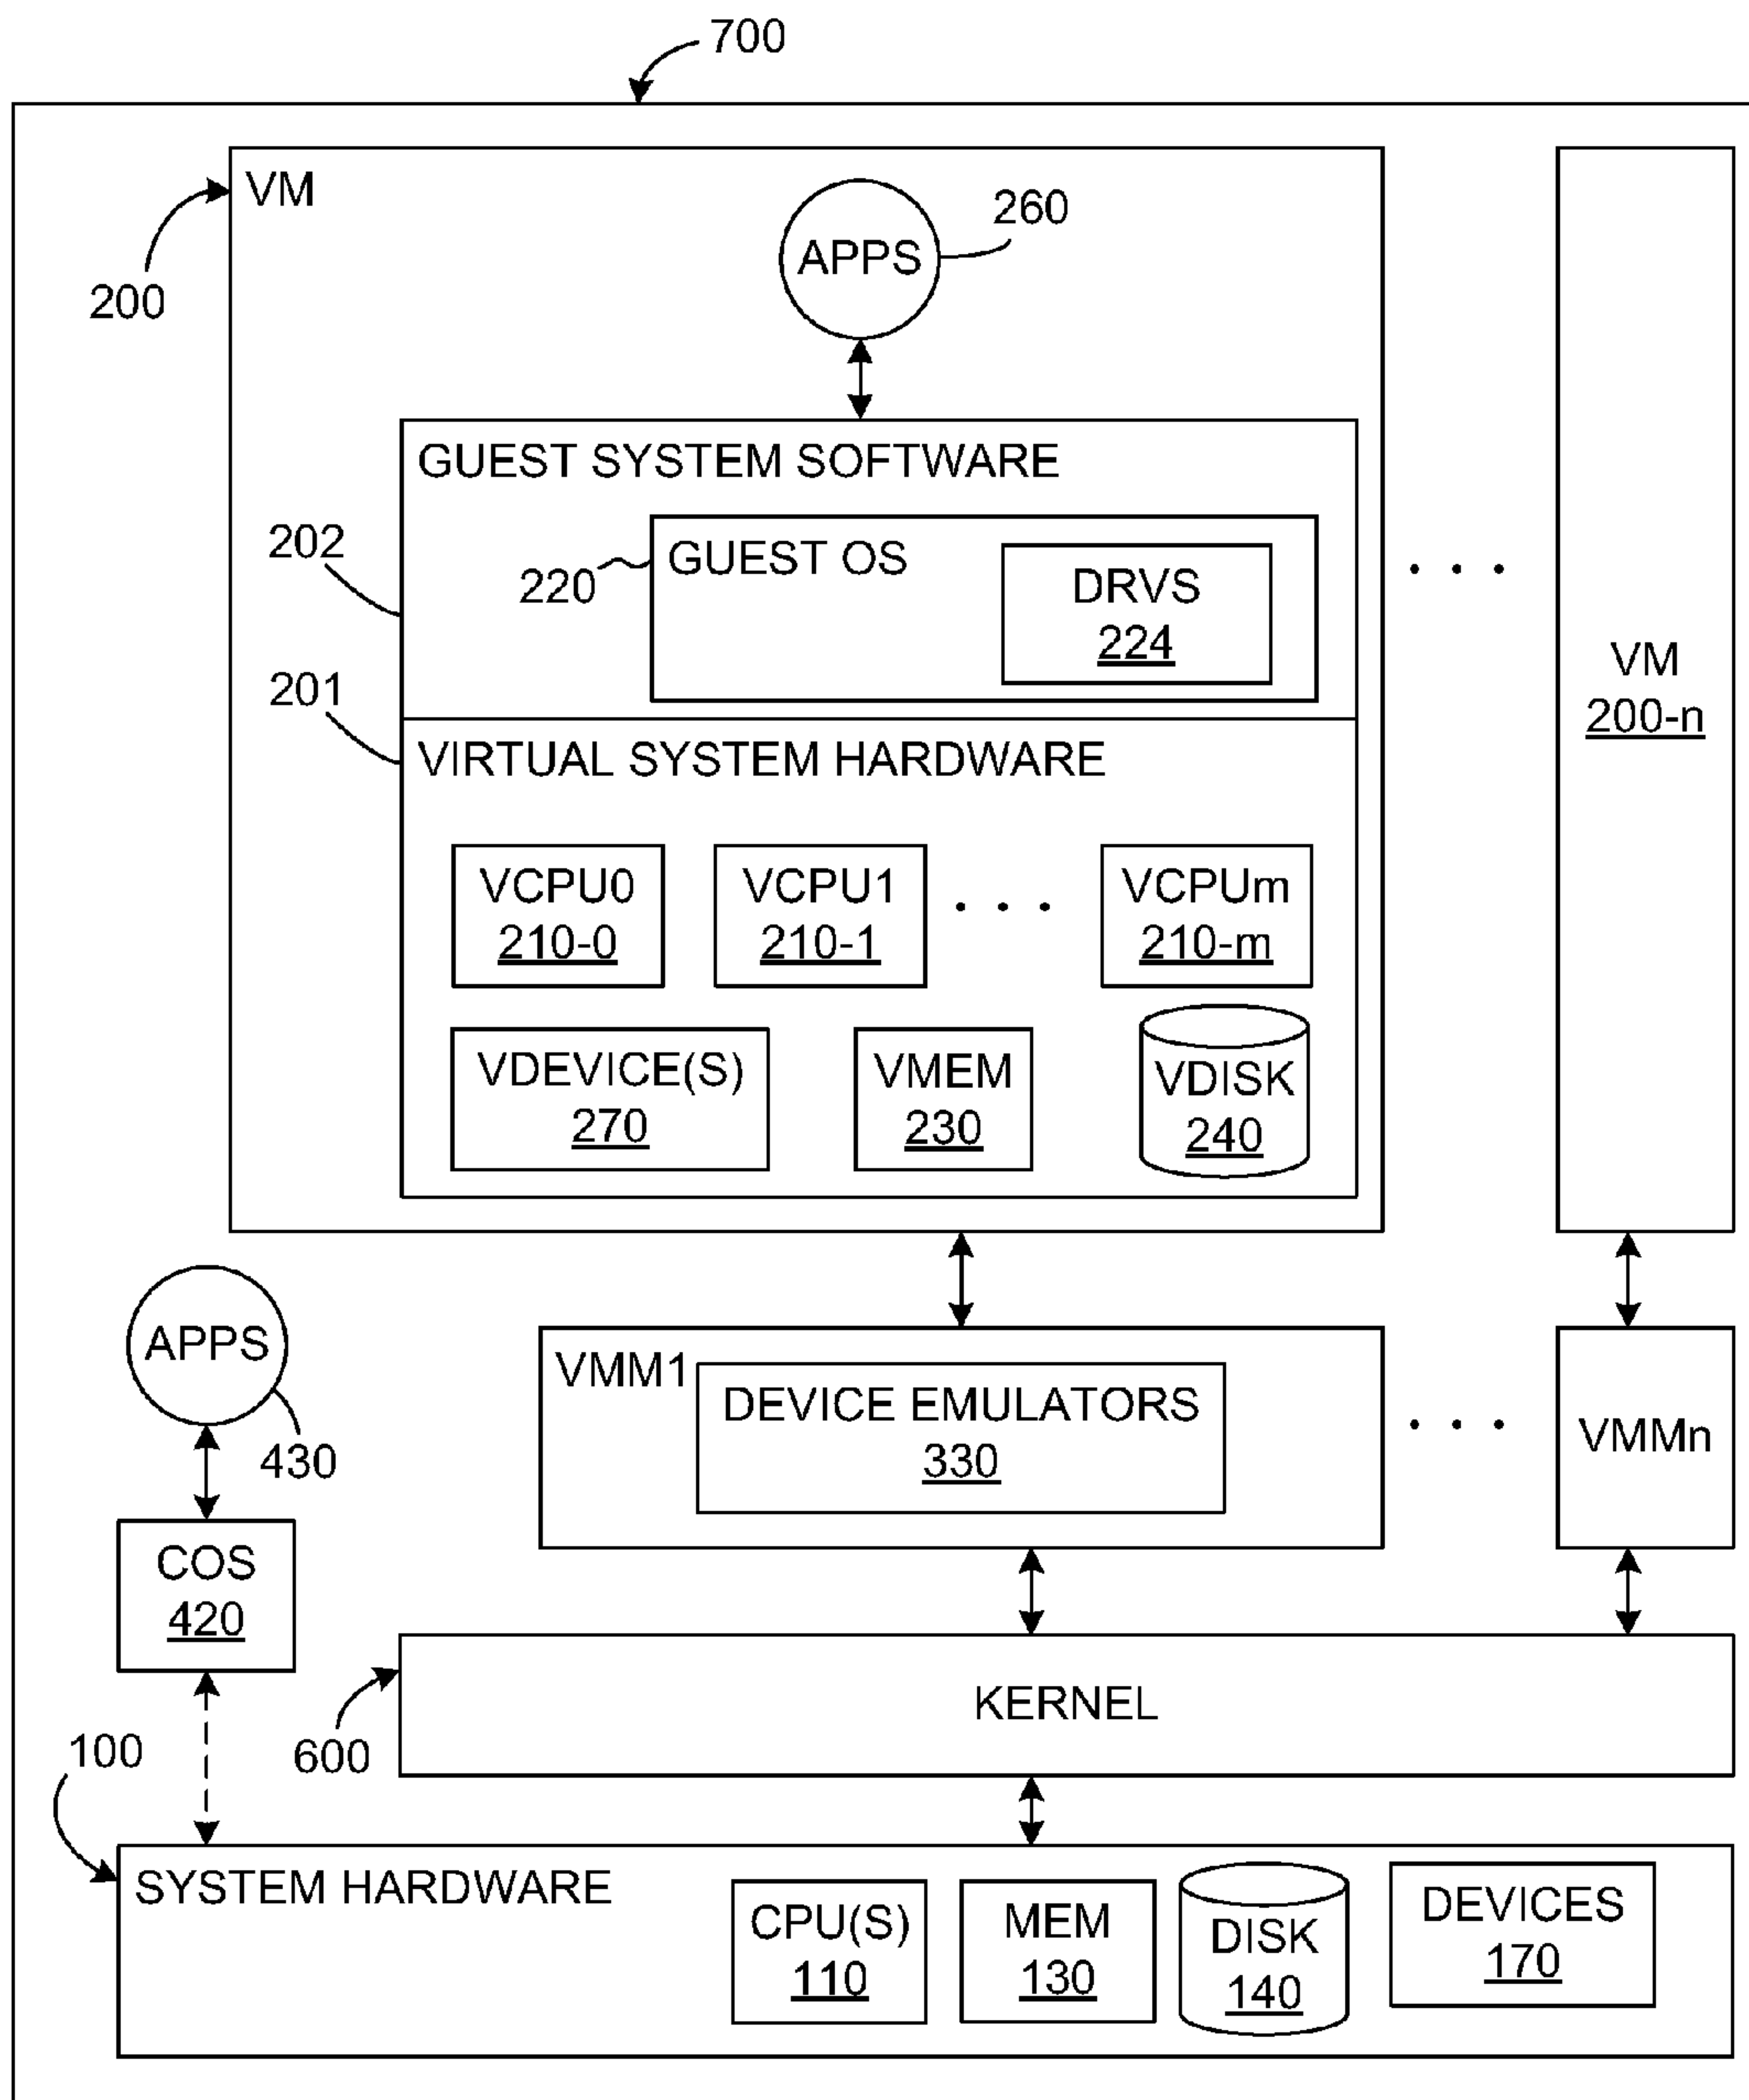 700
VM
200
APPS
260
GUEST SYSTEM SOFTWARE
202
220
GUEST OS
DRVS
224
. . .
VM
200-n
201
VIRTUAL SYSTEM HARDWARE
VCPU0
210-0
VCPU1
210-1
. . .
VCPUm
210-m
VDEVICE(S)
270
VMEM
230
VDISK
240
APPS
430
VMM1
DEVICE EMULATORS
330
. . .
VMMn
COS
420
KERNEL
600
100
SYSTEM HARDWARE
CPU(S)
110
MEM
130
DISK
140
DEVICES
170